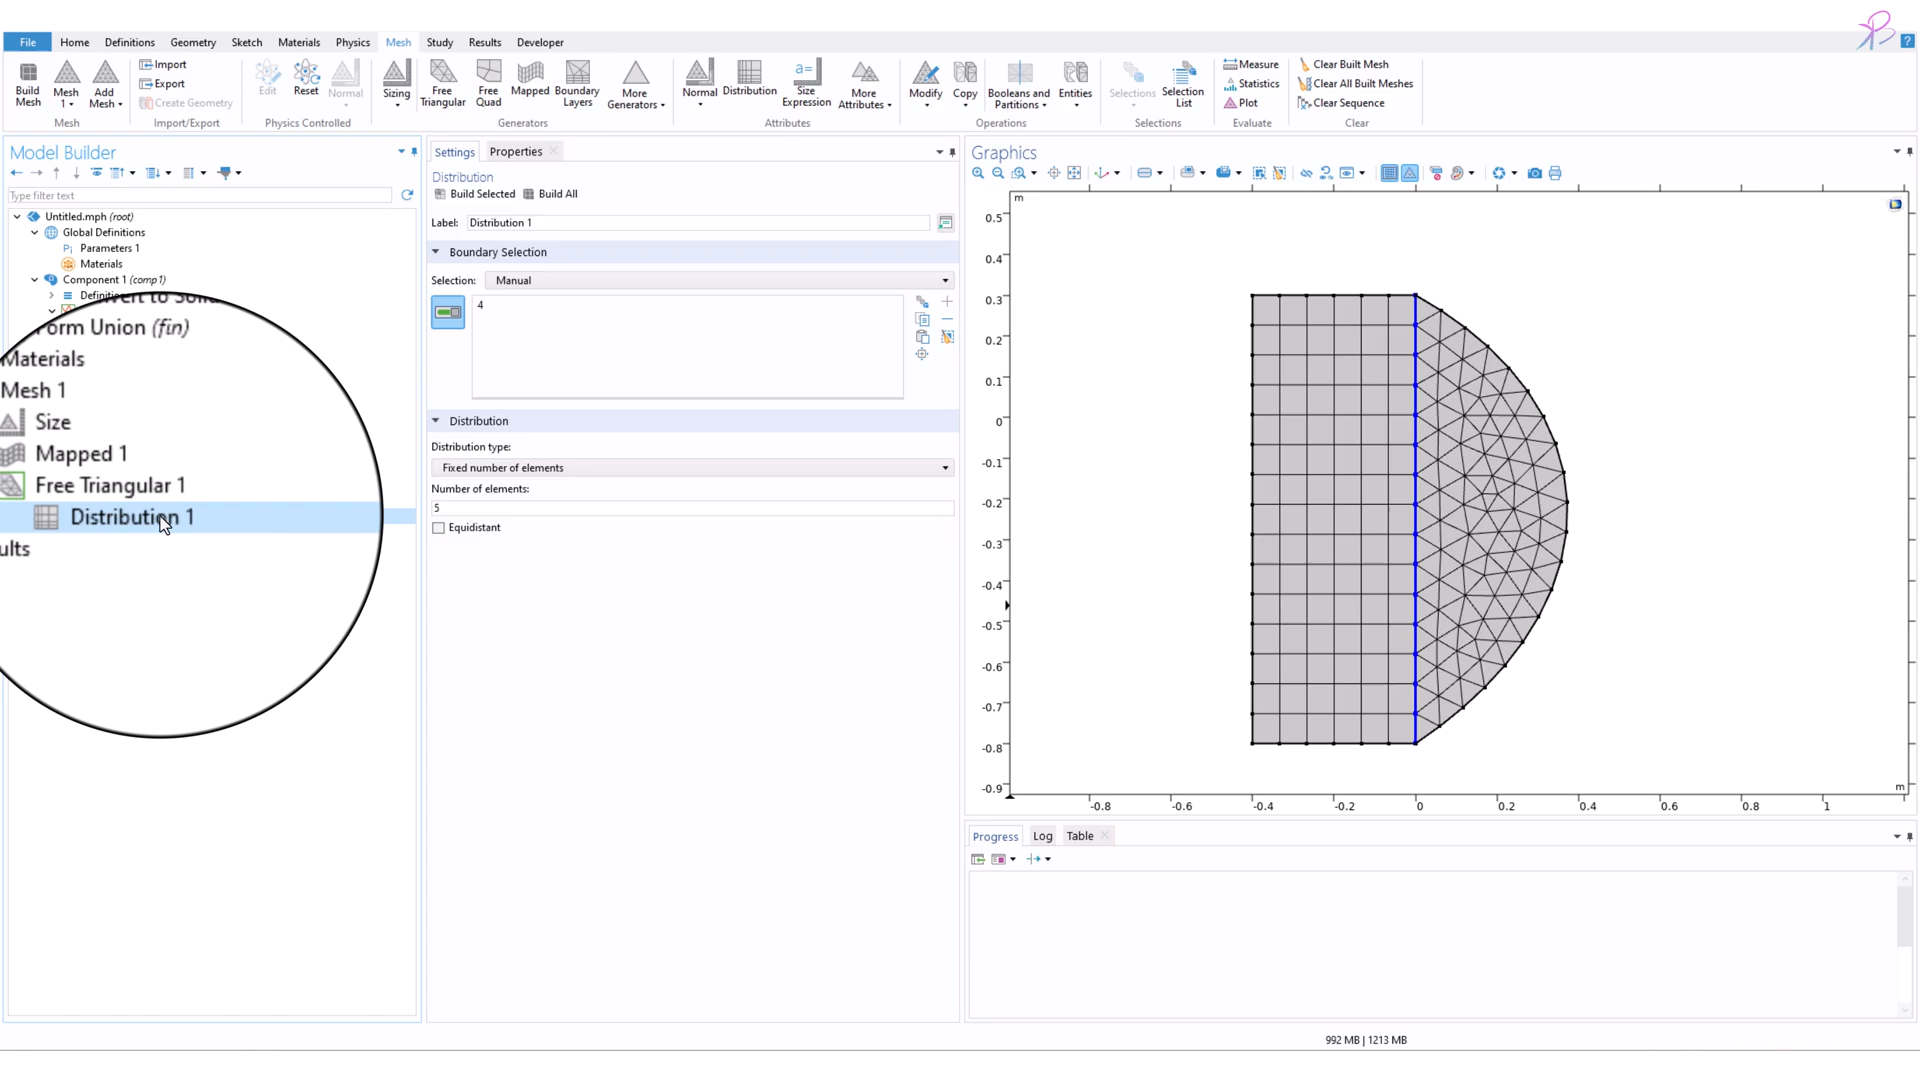 File Home Definitions Geometry Sketch Materials Physics Mesh Study Results Developer
Build Mesh
Mesh 1
Add Mesh
Import
Export
Create Geometry
Edit
Reset
Normal
Sizing
Free Triangular
Free Quad
Mapped
Boundary Layers
More Generators
Normal
Distribution
a=
Size Expression
More Attributes
Modify
Copy
Booleans and Partitions
Entities
Selections
Selection List
Measure
Statistics
Plot
Clear Built Mesh
Clear All Built Meshes
Clear Sequence
Mesh Import/Export Physics Controlled Generators Attributes Operations Selections Evaluate Clear
Model Builder
Type filter text
Untitled.mph (root)
Global Definitions
Pi Parameters 1
Materials
Component 1 (comp1)
Definiti
onvert to Solid
orm Union (fin)
Materials
Mesh 1
Size
Mapped 1
Free Triangular 1
Distribution 1
ults
Settings Properties
Distribution
Build Selected Build All
Label: Distribution 1
Boundary Selection
Selection: Manual
4
Distribution
Distribution type:
Fixed number of elements
Number of elements:
5
Equidistant
Graphics
m
0.5
0.4
0.3
0.2
0.1
0
-0.1
-0.2
-0.3
-0.4
-0.5
-0.6
-0.7
-0.8
-0.9
m
-0.8 -0.6 -0.4 -0.2 0 0.2 0.4 0.6 0.8 1
Progress Log Table
992 MB | 1213 MB